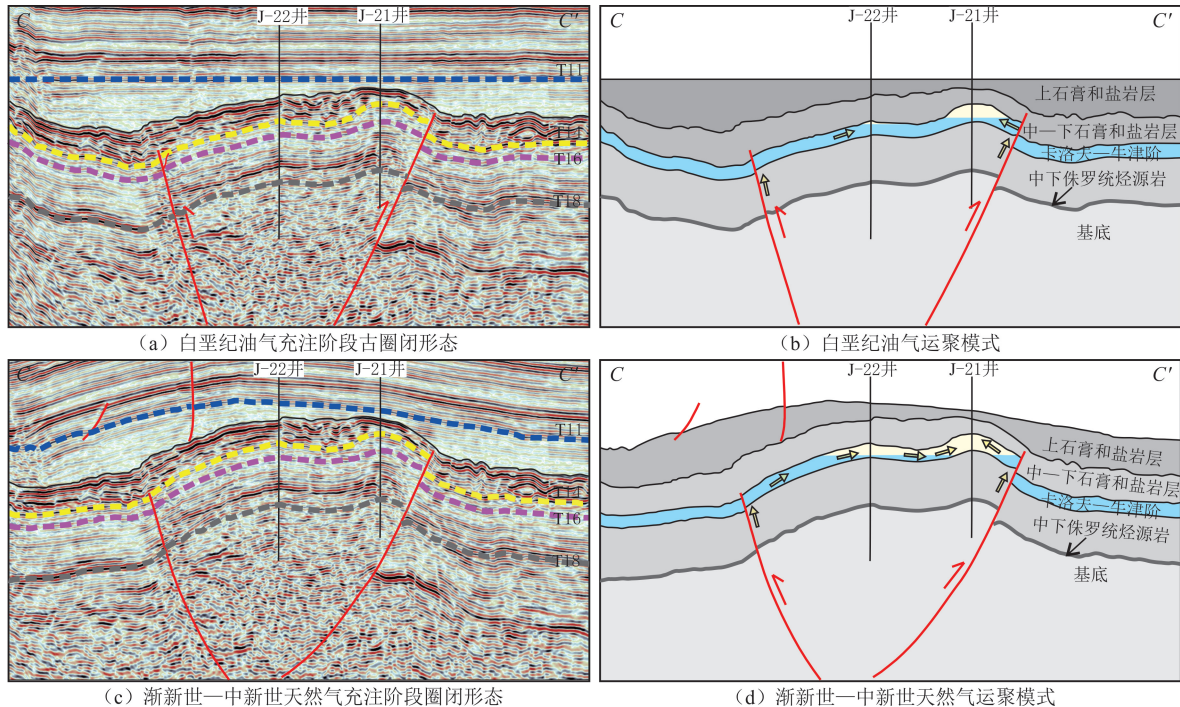 C
J-22井
J-21井
C′
T11
T14
T16
T18
(a) 白垩纪油气充注阶段古圈闭形态
C
J-22井
J-21井
C′
上石膏和盐岩层
中—下石膏和盐岩层
卡洛夫—牛津阶
中下侏罗统烃源岩
基底
(b) 白垩纪油气运聚模式
C
J-22井
J-21井
C′
T11
T14
T16
T18
(c) 渐新世—中新世天然气充注阶段圈闭形态
C
J-22井
J-21井
C′
上石膏和盐岩层
中—下石膏和盐岩层
卡洛夫—牛津阶
中下侏罗统烃源岩
基底
(d) 渐新世—中新世天然气运聚模式